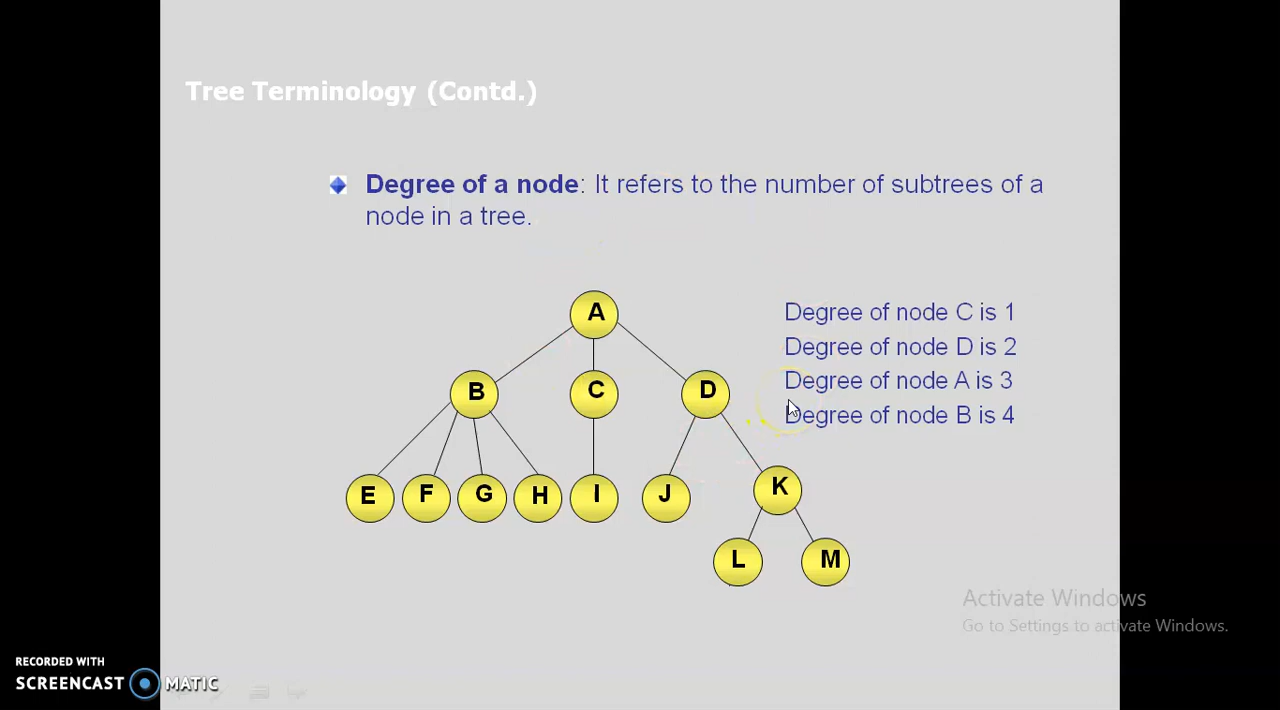 Tree Terminology (Contd.)
Degree of a node: It refers to the number of subtrees of a
node in a tree.
A
Degree of node C is 1
Degree of node D is 2
Degree of node A is 3
Degree of node B is 4
B C D
E F G H I J K
L M
Activate Windows
Go to Settings to activate Windows.
RECORDED WITH
SCREENCAST MATIC